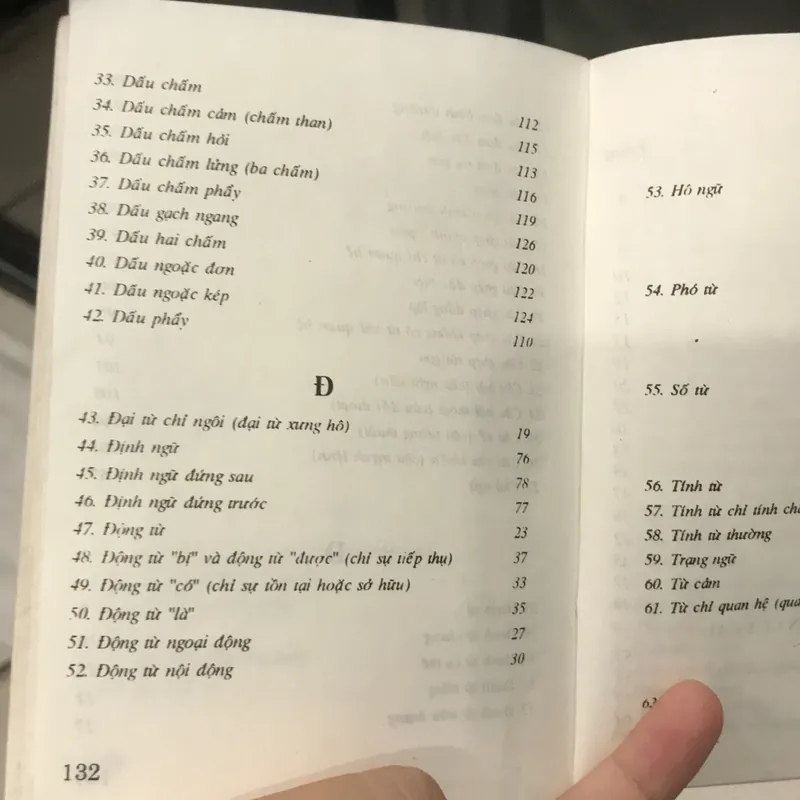 33. Dấu chấm 112
34. Dấu chấm cảm (chấm than) 115
35. Dấu chấm hỏi 113
36. Dấu chấm lửng (ba chấm) 116
37. Dấu chấm phẩy 119
38. Dấu gạch ngang 126
39. Dấu hai chấm 120
40. Dấu ngoặc đơn 122
41. Dấu ngoặc kép 124
42. Dấu phẩy 110
Đ
43. Đại từ chỉ ngôi (đại từ xưng hô) 19
44. Định ngữ 76
45. Định ngữ đứng sau 78
46. Định ngữ đứng trước 77
47. Động từ 23
48. Động từ "bị" và động từ "được" (chỉ sự tiếp thụ) 37
49. Động từ "có" (chỉ sự tồn tại hoặc sở hữu) 33
50. Động từ "là" 35
51. Động từ ngoại động 27
52. Động từ nội động 30
132
53. Hô ngữ
54. Phó từ
55. Số từ
56. Tính từ
57. Tính từ chỉ tính ch
58. Tính từ thường
59. Trạng ngữ
60. Từ cảm
61. Từ chỉ quan hệ (qua